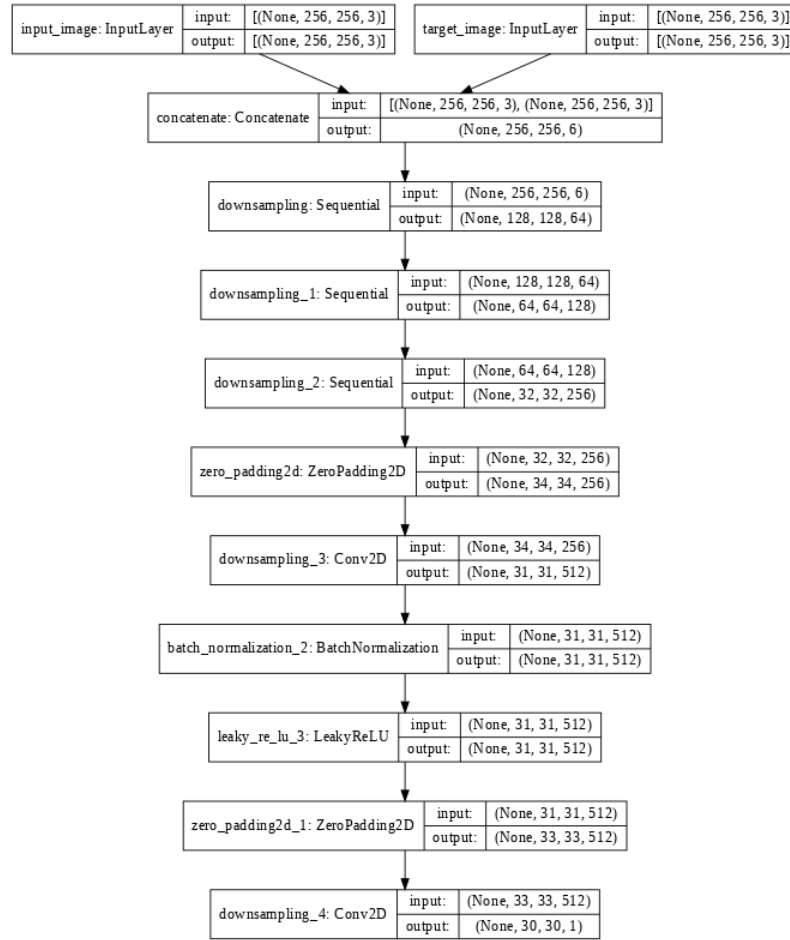 input_image: InputLayer input: [(None, 256, 256, 3)] output: [(None, 256, 256, 3)]
target_image: InputLayer input: [(None, 256, 256, 3)] output: [(None, 256, 256, 3)]
concatenate: Concatenate input: [(None, 256, 256, 3), (None, 256, 256, 3)] output: (None, 256, 256, 6)
downsampling: Sequential input: (None, 256, 256, 6) output: (None, 128, 128, 64)
downsampling_1: Sequential input: (None, 128, 128, 64) output: (None, 64, 64, 128)
downsampling_2: Sequential input: (None, 64, 64, 128) output: (None, 32, 32, 256)
zero_padding2d: ZeroPadding2D input: (None, 32, 32, 256) output: (None, 34, 34, 256)
downsampling_3: Conv2D input: (None, 34, 34, 256) output: (None, 31, 31, 512)
batch_normalization_2: BatchNormalization input: (None, 31, 31, 512) output: (None, 31, 31, 512)
leaky_re_lu_3: LeakyReLU input: (None, 31, 31, 512) output: (None, 31, 31, 512)
zero_padding2d_1: ZeroPadding2D input: (None, 31, 31, 512) output: (None, 33, 33, 512)
downsampling_4: Conv2D input: (None, 33, 33, 512) output: (None, 30, 30, 1)